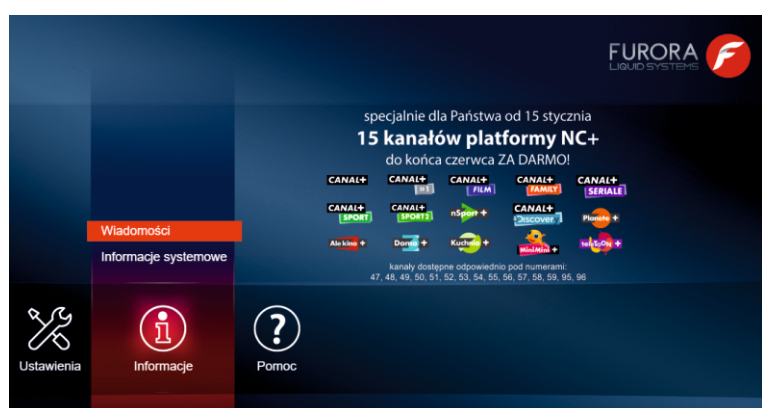 FURORA
LIQUID SYSTEMS
specjalnie dla Państwa od 15 stycznia
15 kanałów platformy NC+
do końca czerwca ZA DARMO!
CANAL+
CANAL+
CANAL+ FILM
CANAL+ FAMILY
CANAL+ SERIALE
CANAL+ SPORT
CANAL+ SPORT2
nSport +
CANAL+ Discover
Planete +
Ale kino +
Domo +
Kuchnia +
MiniMini +
teleTOON +
kanały dostępne odpowiednio pod numerami:
47, 48, 49, 50, 51, 52, 53, 54, 55, 56, 57, 58, 59, 95, 96
Wiadomości
Informacje systemowe
Ustawienia
Informacje
Pomoc